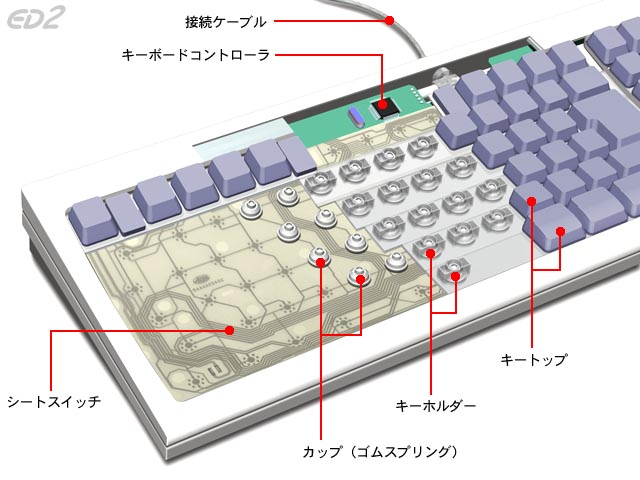 ED2
接続ケーブル
キーボードコントローラ
シートスイッチ
キートップ
キーホルダー
カップ（ゴムスプリング）